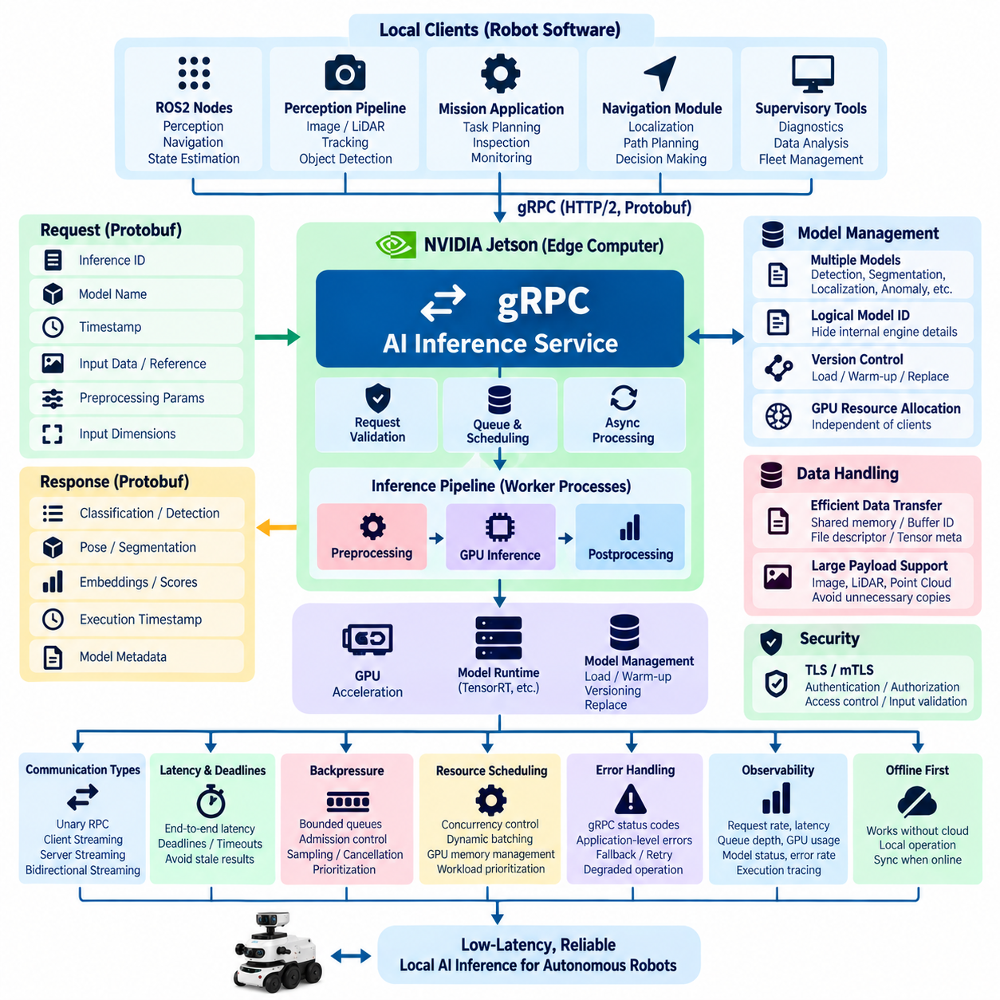 Local Clients (Robot Software)
ROS2 Nodes
Perception
Navigation
State Estimation
Perception Pipeline
Image / LiDAR
Tracking
Object Detection
Mission Application
Task Planning
Inspection
Monitoring
Navigation Module
Localization
Path Planning
Decision Making
Supervisory Tools
Diagnostics
Data Analysis
Fleet Management
gRPC (HTTP/2, Protobuf)
Request (Protobuf)
Inference ID
Model Name
Timestamp
Input Data / Reference
Preprocessing Params
Input Dimensions
Response (Protobuf)
Classification / Detection
Pose / Segmentation
Embeddings / Scores
Execution Timestamp
Model Metadata
NVIDIA Jetson (Edge Computer)
gRPC
AI Inference Service
Request
Validation
Queue &
Scheduling
Async
Processing
Inference Pipeline (Worker Processes)
Preprocessing
GPU Inference
Postprocessing
GPU
Acceleration
Model Runtime
(TensorRT, etc.)
Model Management
Load / Warm-up
Versioning
Replace
Model Management
Multiple Models
Detection, Segmentation,
Localization, Anomaly, etc.
Logical Model ID
Hide internal engine details
Version Control
Load / Warm-up / Replace
GPU Resource Allocation
Independent of clients
Data Handling
Efficient Data Transfer
Shared memory / Buffer ID
File descriptor / Tensor meta
Large Payload Support
Image, LiDAR, Point Cloud
Avoid unnecessary copies
Security
TLS / mTLS
Authentication / Authorization
Access control / Input validation
Communication Types
Unary RPC
Client Streaming
Server Streaming
Bidirectional Streaming
Latency & Deadlines
End-to-end latency
Deadlines / Timeouts
Avoid stale results
Backpressure
Bounded queues
Admission control
Sampling / Cancellation
Prioritization
Resource Scheduling
Concurrency control
Dynamic batching
GPU memory management
Workload prioritization
Error Handling
gRPC status codes
Application-level errors
Fallback / Retry
Degraded operation
Observability
Request rate, latency
Queue depth, GPU usage
Model status, error rate
Execution tracing
Offline First
Works without cloud
Local operation
Sync when online
Low-Latency, Reliable
Local AI Inference for Autonomous Robots